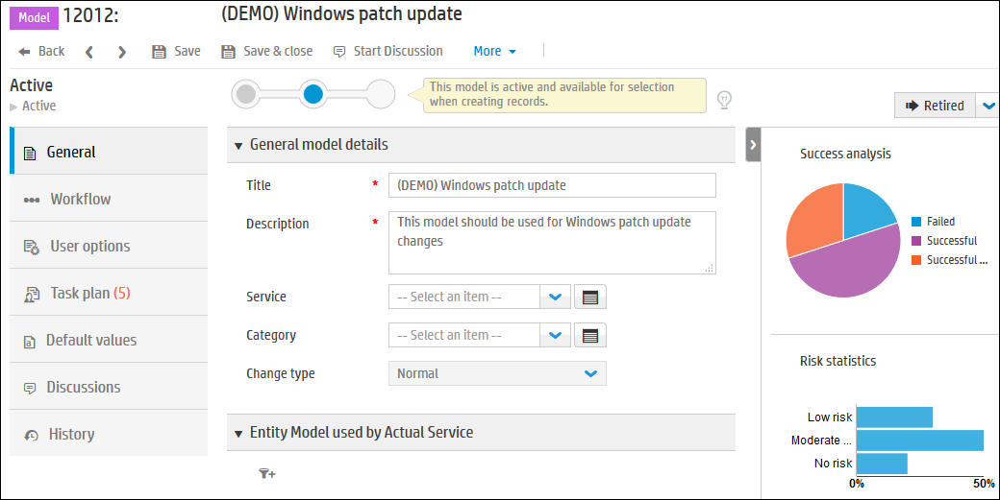 Model 12012: (DEMO) Windows patch update
Back Save Save & close Start Discussion More
Active
Active
This model is active and available for selection
when creating records.
Retired
General
Workflow
User options
Task plan (5)
Default values
Discussions
History
General model details
Title * (DEMO) Windows patch update
Description * This model should be used for Windows patch update
changes
Service -- Select an item --
Category -- Select an item --
Change type Normal
Entity Model used by Actual Service
Success analysis
Failed
Successful
Successful ...
Risk statistics
Low risk
Moderate ...
No risk
0% 50%